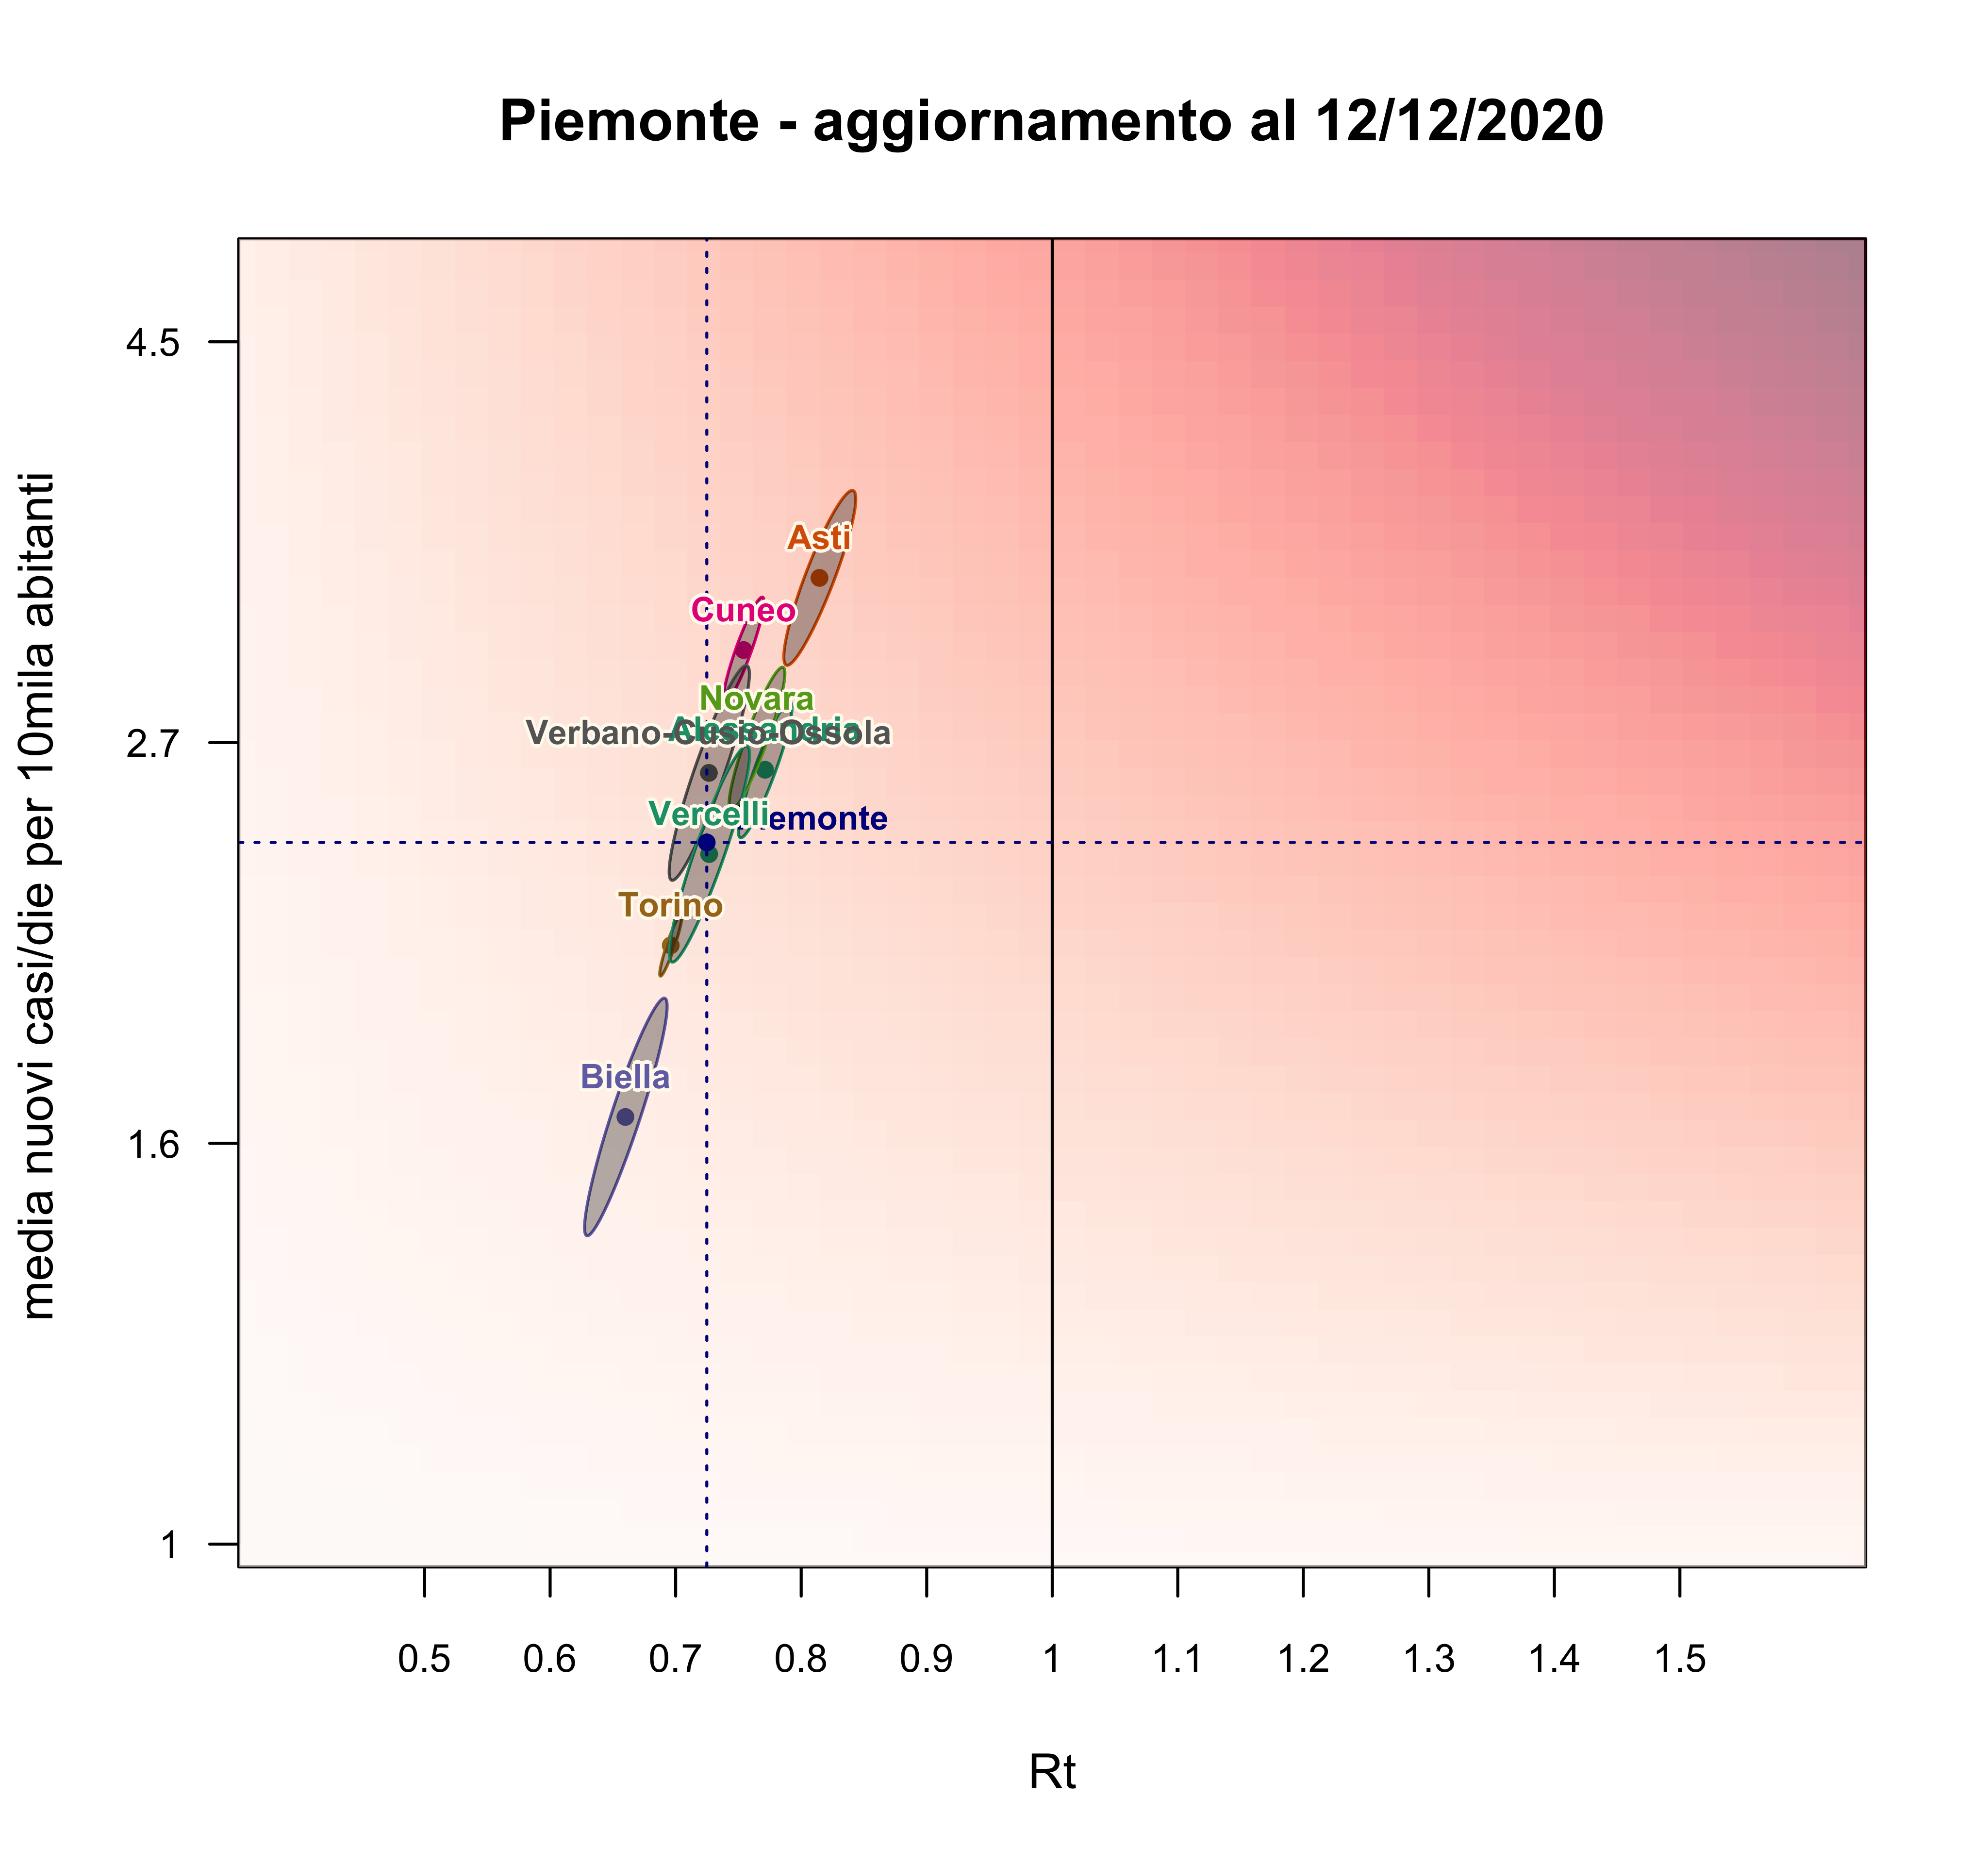 Piemonte - aggiornamento al 12/12/2020
media nuovi casi/die per 10mila abitanti
4.5
2.7
1.6
1
Asti
Cuneo
Novara
Alessandria
Verbano-Cusio-Ossola
Vercelli
emonte
Torino
Biella
0.5 0.6 0.7 0.8 0.9 1 1.1 1.2 1.3 1.4 1.5
Rt